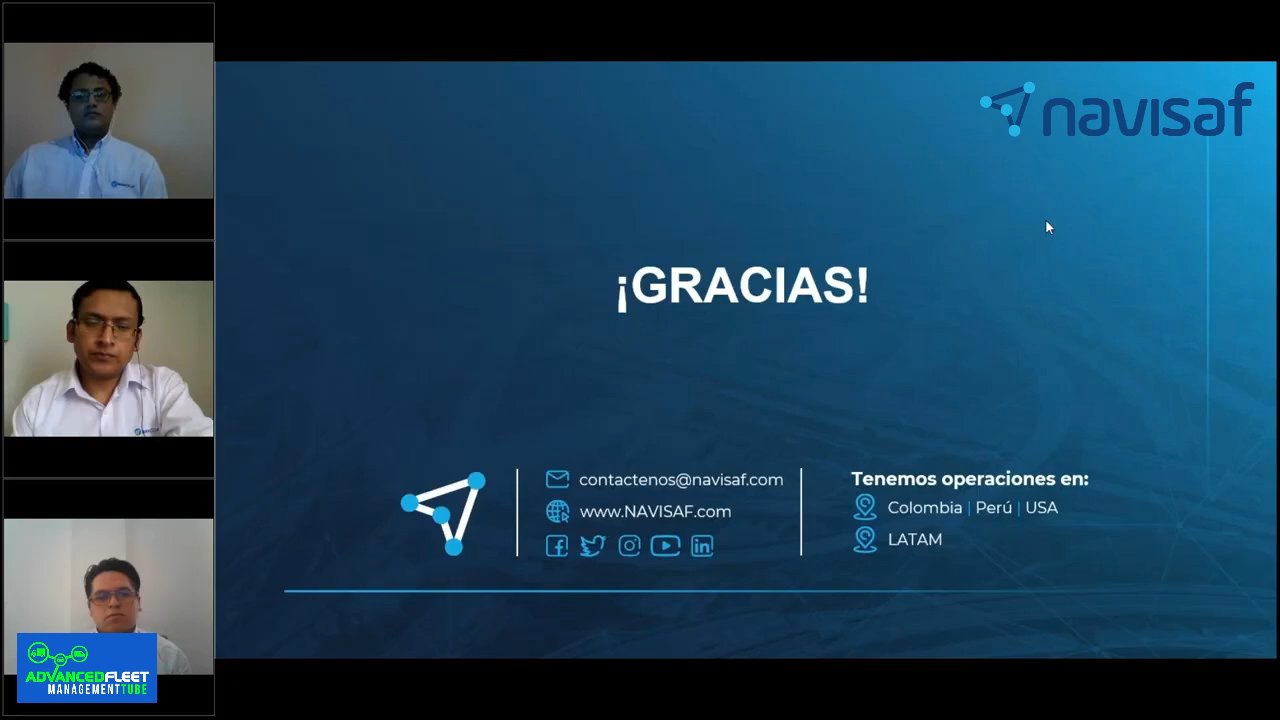 navisaf
¡GRACIAS!
contactenos@navisaf.com
www.NAVISAF.com
Tenemos operaciones en:
Colombia | Perú | USA
LATAM
ADVANCEDFLEET
MANAGEMENTTUBE